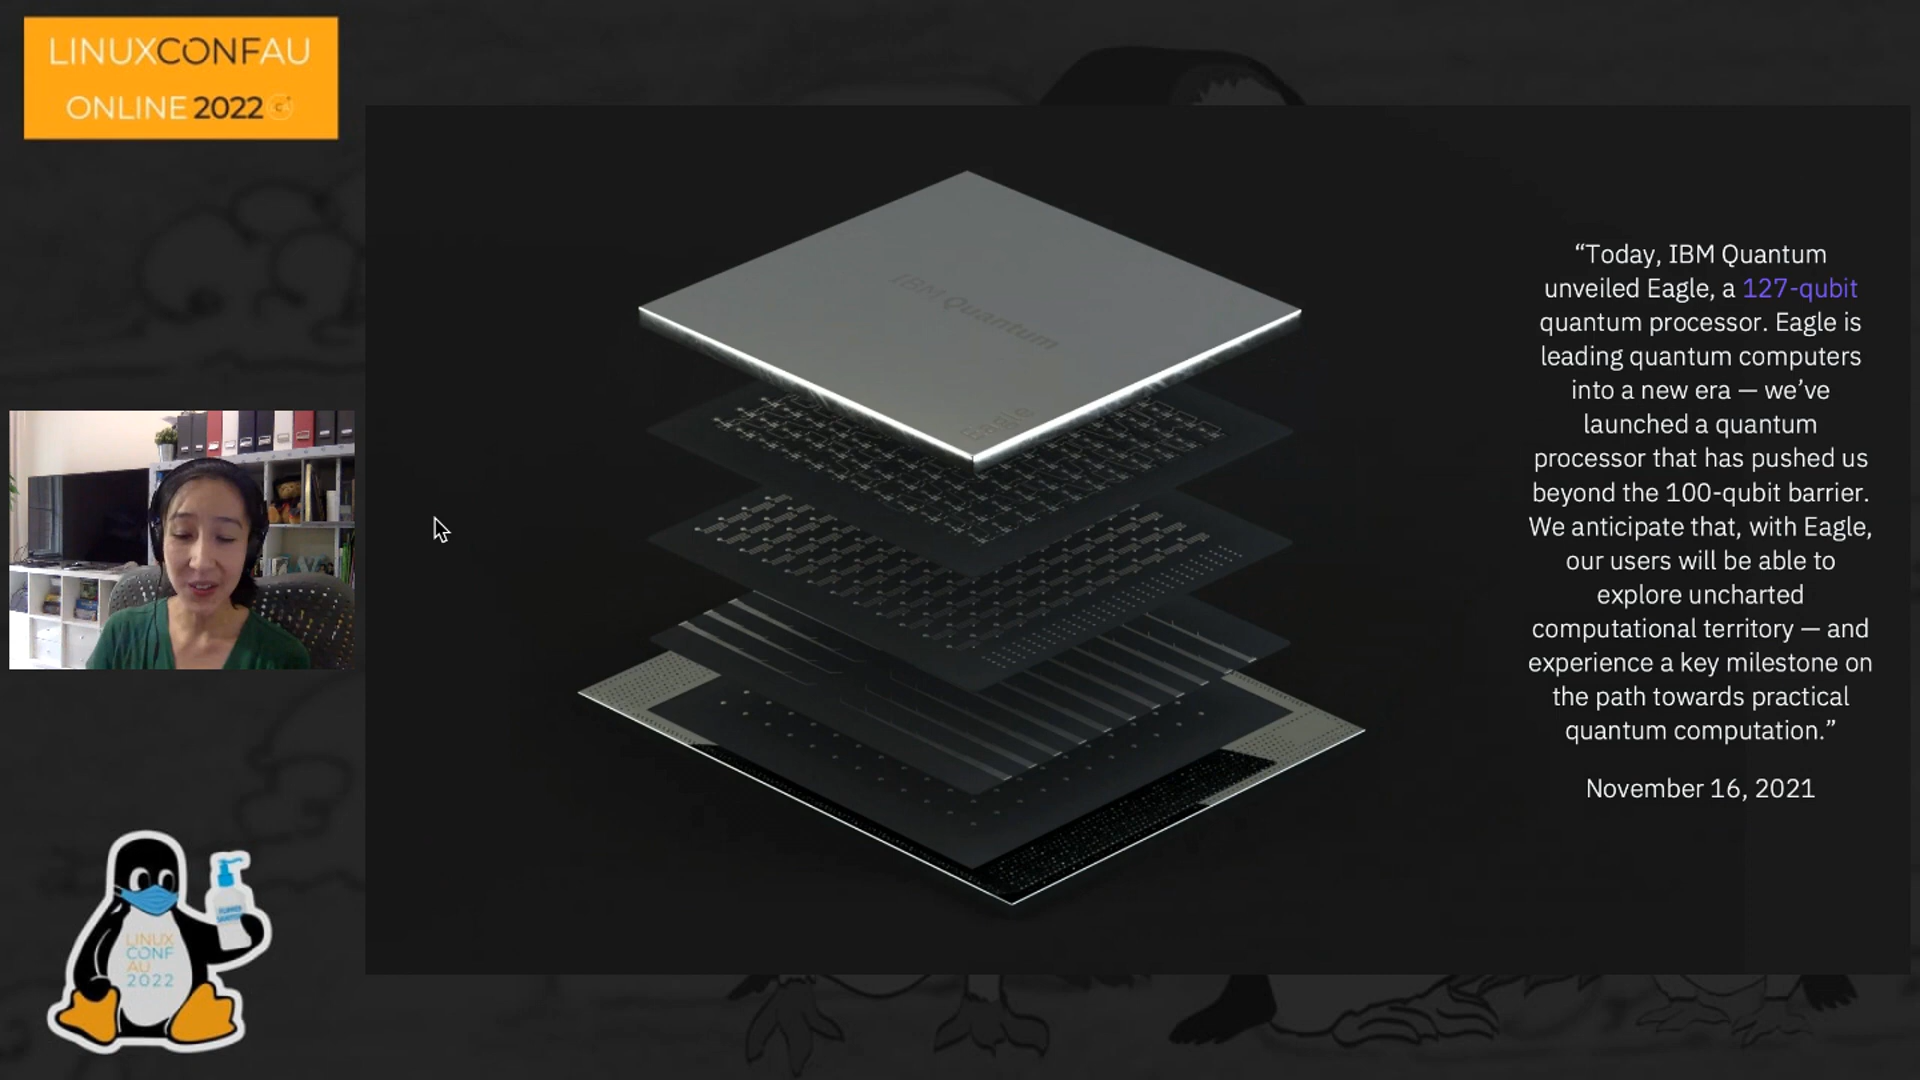 LINUXCONFAU
ONLINE 2022
IBM Quantum
Eagle
“Today, IBM Quantum
unveiled Eagle, a 127-qubit
quantum processor. Eagle is
leading quantum computers
into a new era — we’ve
launched a quantum
processor that has pushed us
beyond the 100-qubit barrier.
We anticipate that, with Eagle,
our users will be able to
explore uncharted
computational territory — and
experience a key milestone on
the path towards practical
quantum computation.”
November 16, 2021
LINUX
CONF
AU
2022